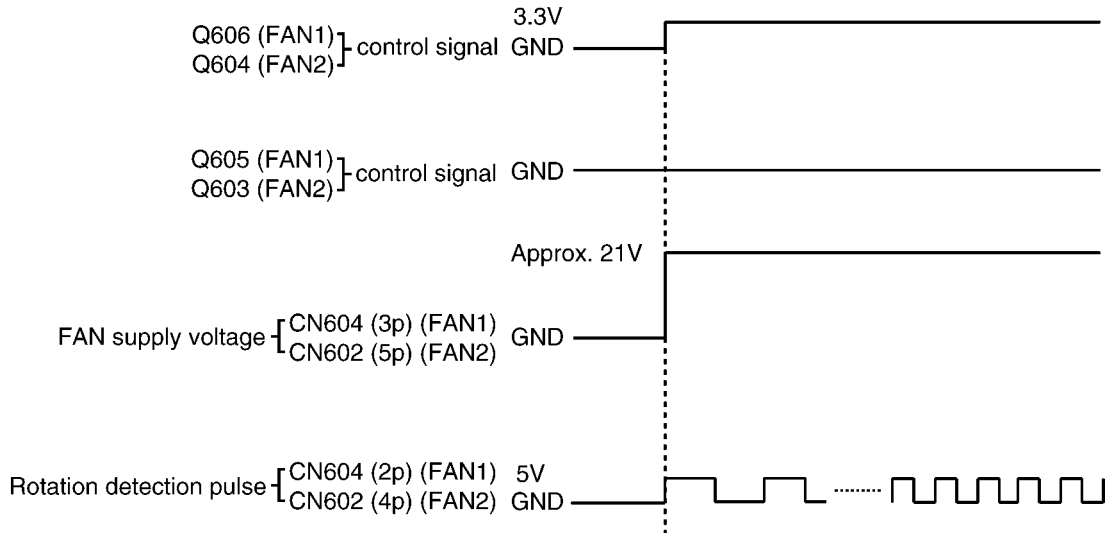 3.3V
Q606 (FAN1)
control signal GND
Q604 (FAN2)
Q605 (FAN1)
control signal GND
Q603 (FAN2)
Approx. 21V
CN604 (3p) (FAN1)
FAN supply voltage GND
CN602 (5p) (FAN2)
CN604 (2p) (FAN1) 5V
Rotation detection pulse
CN602 (4p) (FAN2) GND